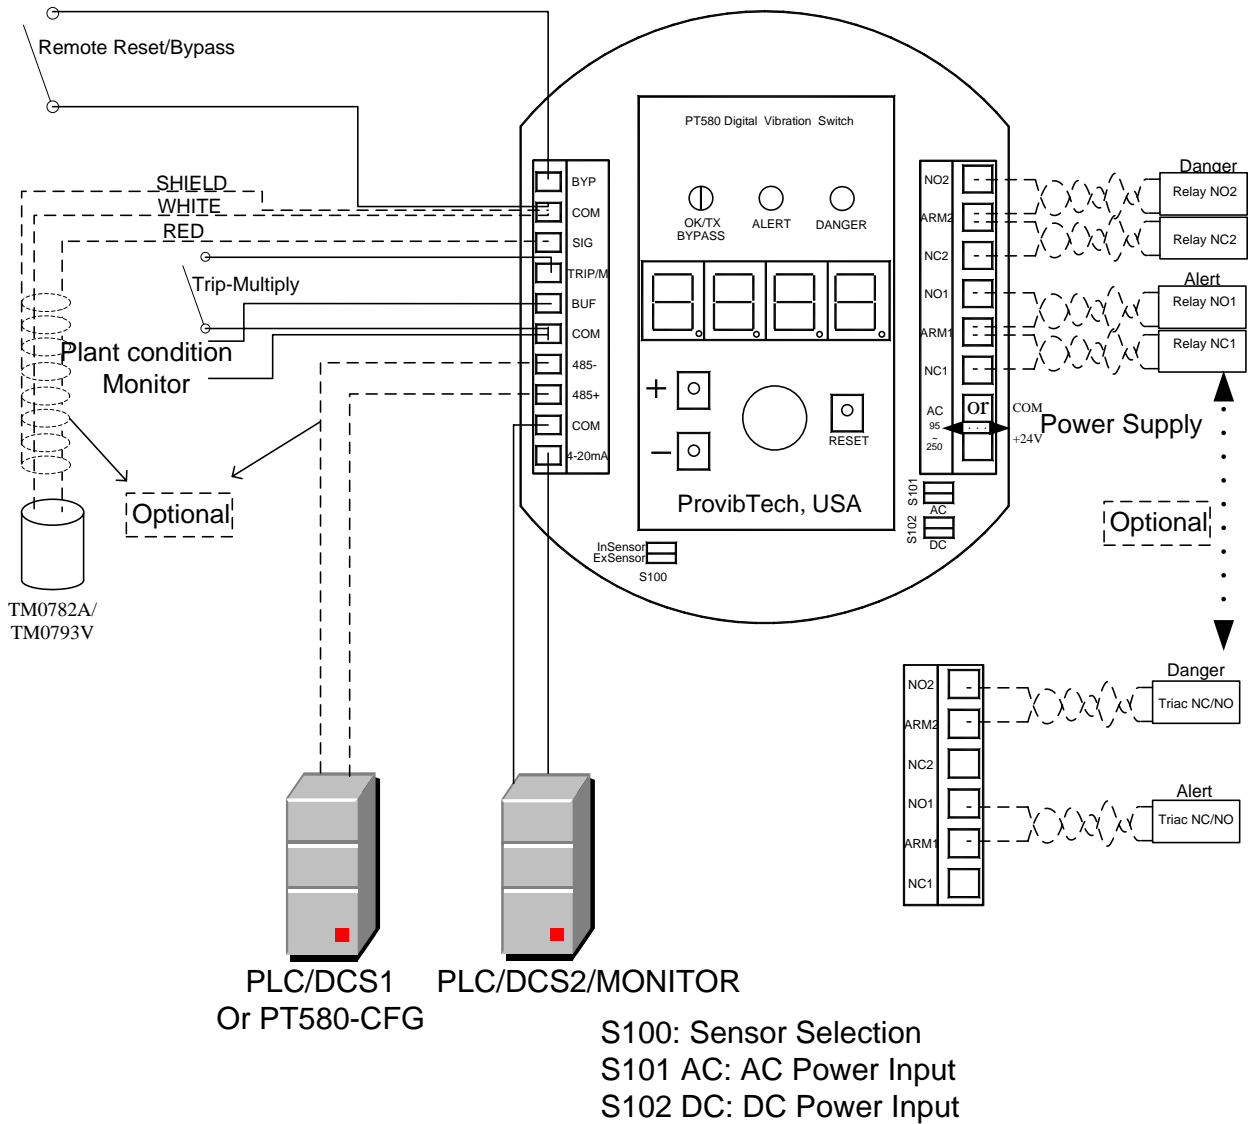 Remote Reset/Bypass
SHIELD
WHITE
RED
Trip-Multiply
Plant condition
Monitor
Optional
TM0782A/
TM0793V
BYP
COM
SIG
TRIP/M
BUF
COM
485-
485+
COM
4-20mA
PT580 Digital Vibration Switch
OK/TX
BYPASS
ALERT
DANGER
+
−
RESET
ProvibTech, USA
InSensor
ExSensor
S100
NO2
ARM2
NC2
NO1
ARM1
NC1
AC
95
~
250
or
COM
+24V
Power Supply
S101
AC
S102
DC
Danger
Relay NO2
Relay NC2
Alert
Relay NO1
Relay NC1
Optional
NO2
ARM2
NC2
NO1
ARM1
NC1
Danger
Triac NC/NO
Alert
Triac NC/NO
PLC/DCS1
Or PT580-CFG
PLC/DCS2/MONITOR
S100: Sensor Selection
S101 AC: AC Power Input
S102 DC: DC Power Input